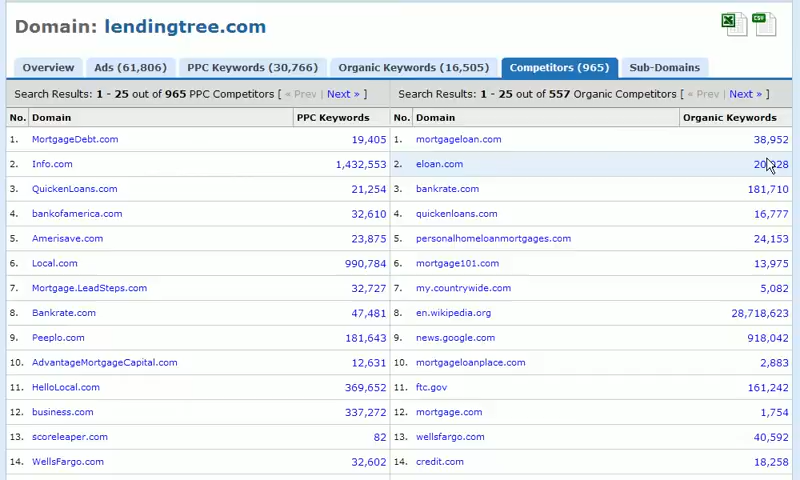 Domain: lendingtree.com
Overview Ads (61,806) PPC Keywords (30,766) Organic Keywords (16,505) Competitors (965) Sub-Domains
Search Results: 1 - 25 out of 965 PPC Competitors [ « Prev | Next » ]
No. Domain PPC Keywords
1. MortgageDebt.com 19,405
2. Info.com 1,432,553
3. QuickenLoans.com 21,254
4. bankofamerica.com 32,610
5. Amerisave.com 23,875
6. Local.com 990,784
7. Mortgage.LeadSteps.com 32,727
8. Bankrate.com 47,481
9. Peeplo.com 181,643
10. AdvantageMortgageCapital.com 12,631
11. HelloLocal.com 369,652
12. business.com 337,272
13. scoreleaper.com 82
14. WellsFargo.com 32,602
Search Results: 1 - 25 out of 557 Organic Competitors [ « Prev | Next » ]
No. Domain Organic Keywords
1. mortgageloan.com 38,952
2. eloan.com
3. bankrate.com 181,710
4. quickenloans.com 16,777
5. personalhomeloanmortgages.com 24,153
6. mortgage101.com 13,975
7. my.countrywide.com 5,082
8. en.wikipedia.org 28,718,623
9. news.google.com 918,042
10. mortgageloanplace.com 2,883
11. ftc.gov 161,242
12. mortgage.com 1,754
13. wellsfargo.com 40,592
14. credit.com 18,258